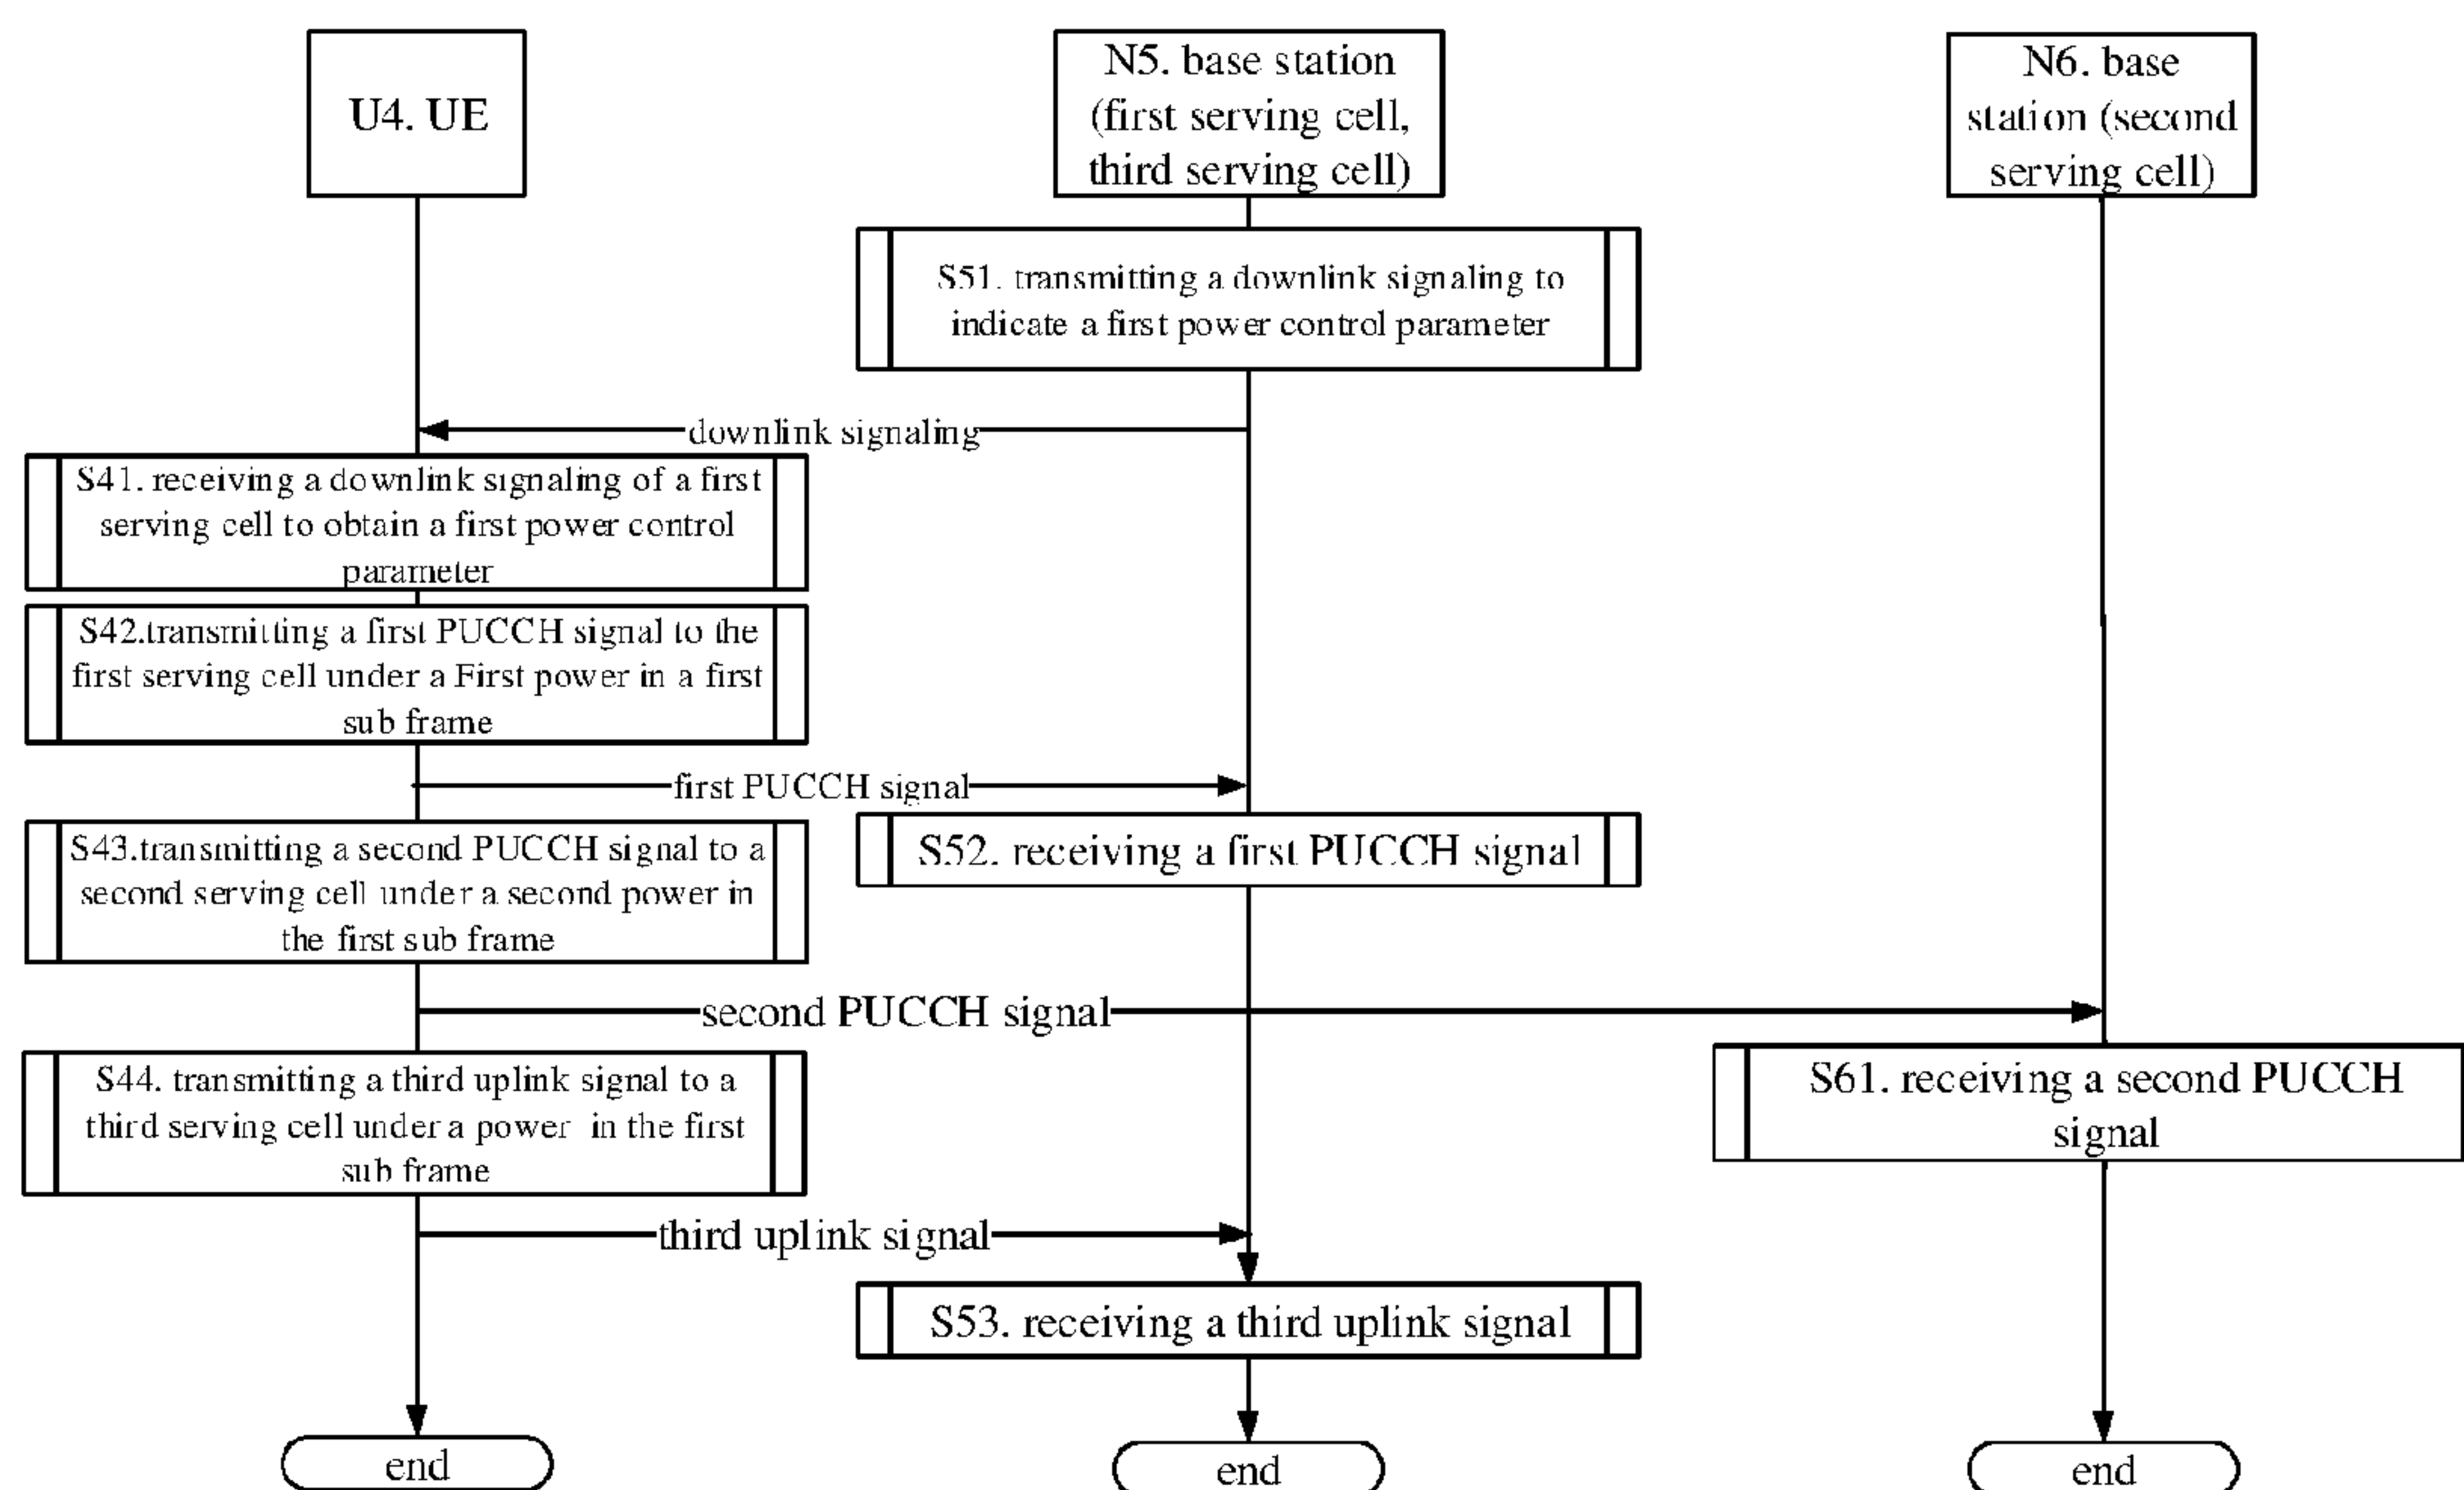 U4. UE
N5. base station
(first serving cell,
third serving cell)
N6. base
station (second
serving cell)
S51. transmitting a downlink signaling to
indicate a first power control parameter
downlink signaling
S41. receiving a downlink signaling of a first
serving cell to obtain a first power control
parameter
S42.transmitting a first PUCCH signal to the
first serving cell under a First power in a first
sub frame
first PUCCH signal
S43.transmitting a second PUCCH signal to a
second serving cell under a second power in
the first sub frame
S52. receiving a first PUCCH signal
second PUCCH signal
S44. transmitting a third uplink signal to a
third serving cell under a power in the first
sub frame
S61. receiving a second PUCCH
signal
third uplink signal
S53. receiving a third uplink signal
end
end
end